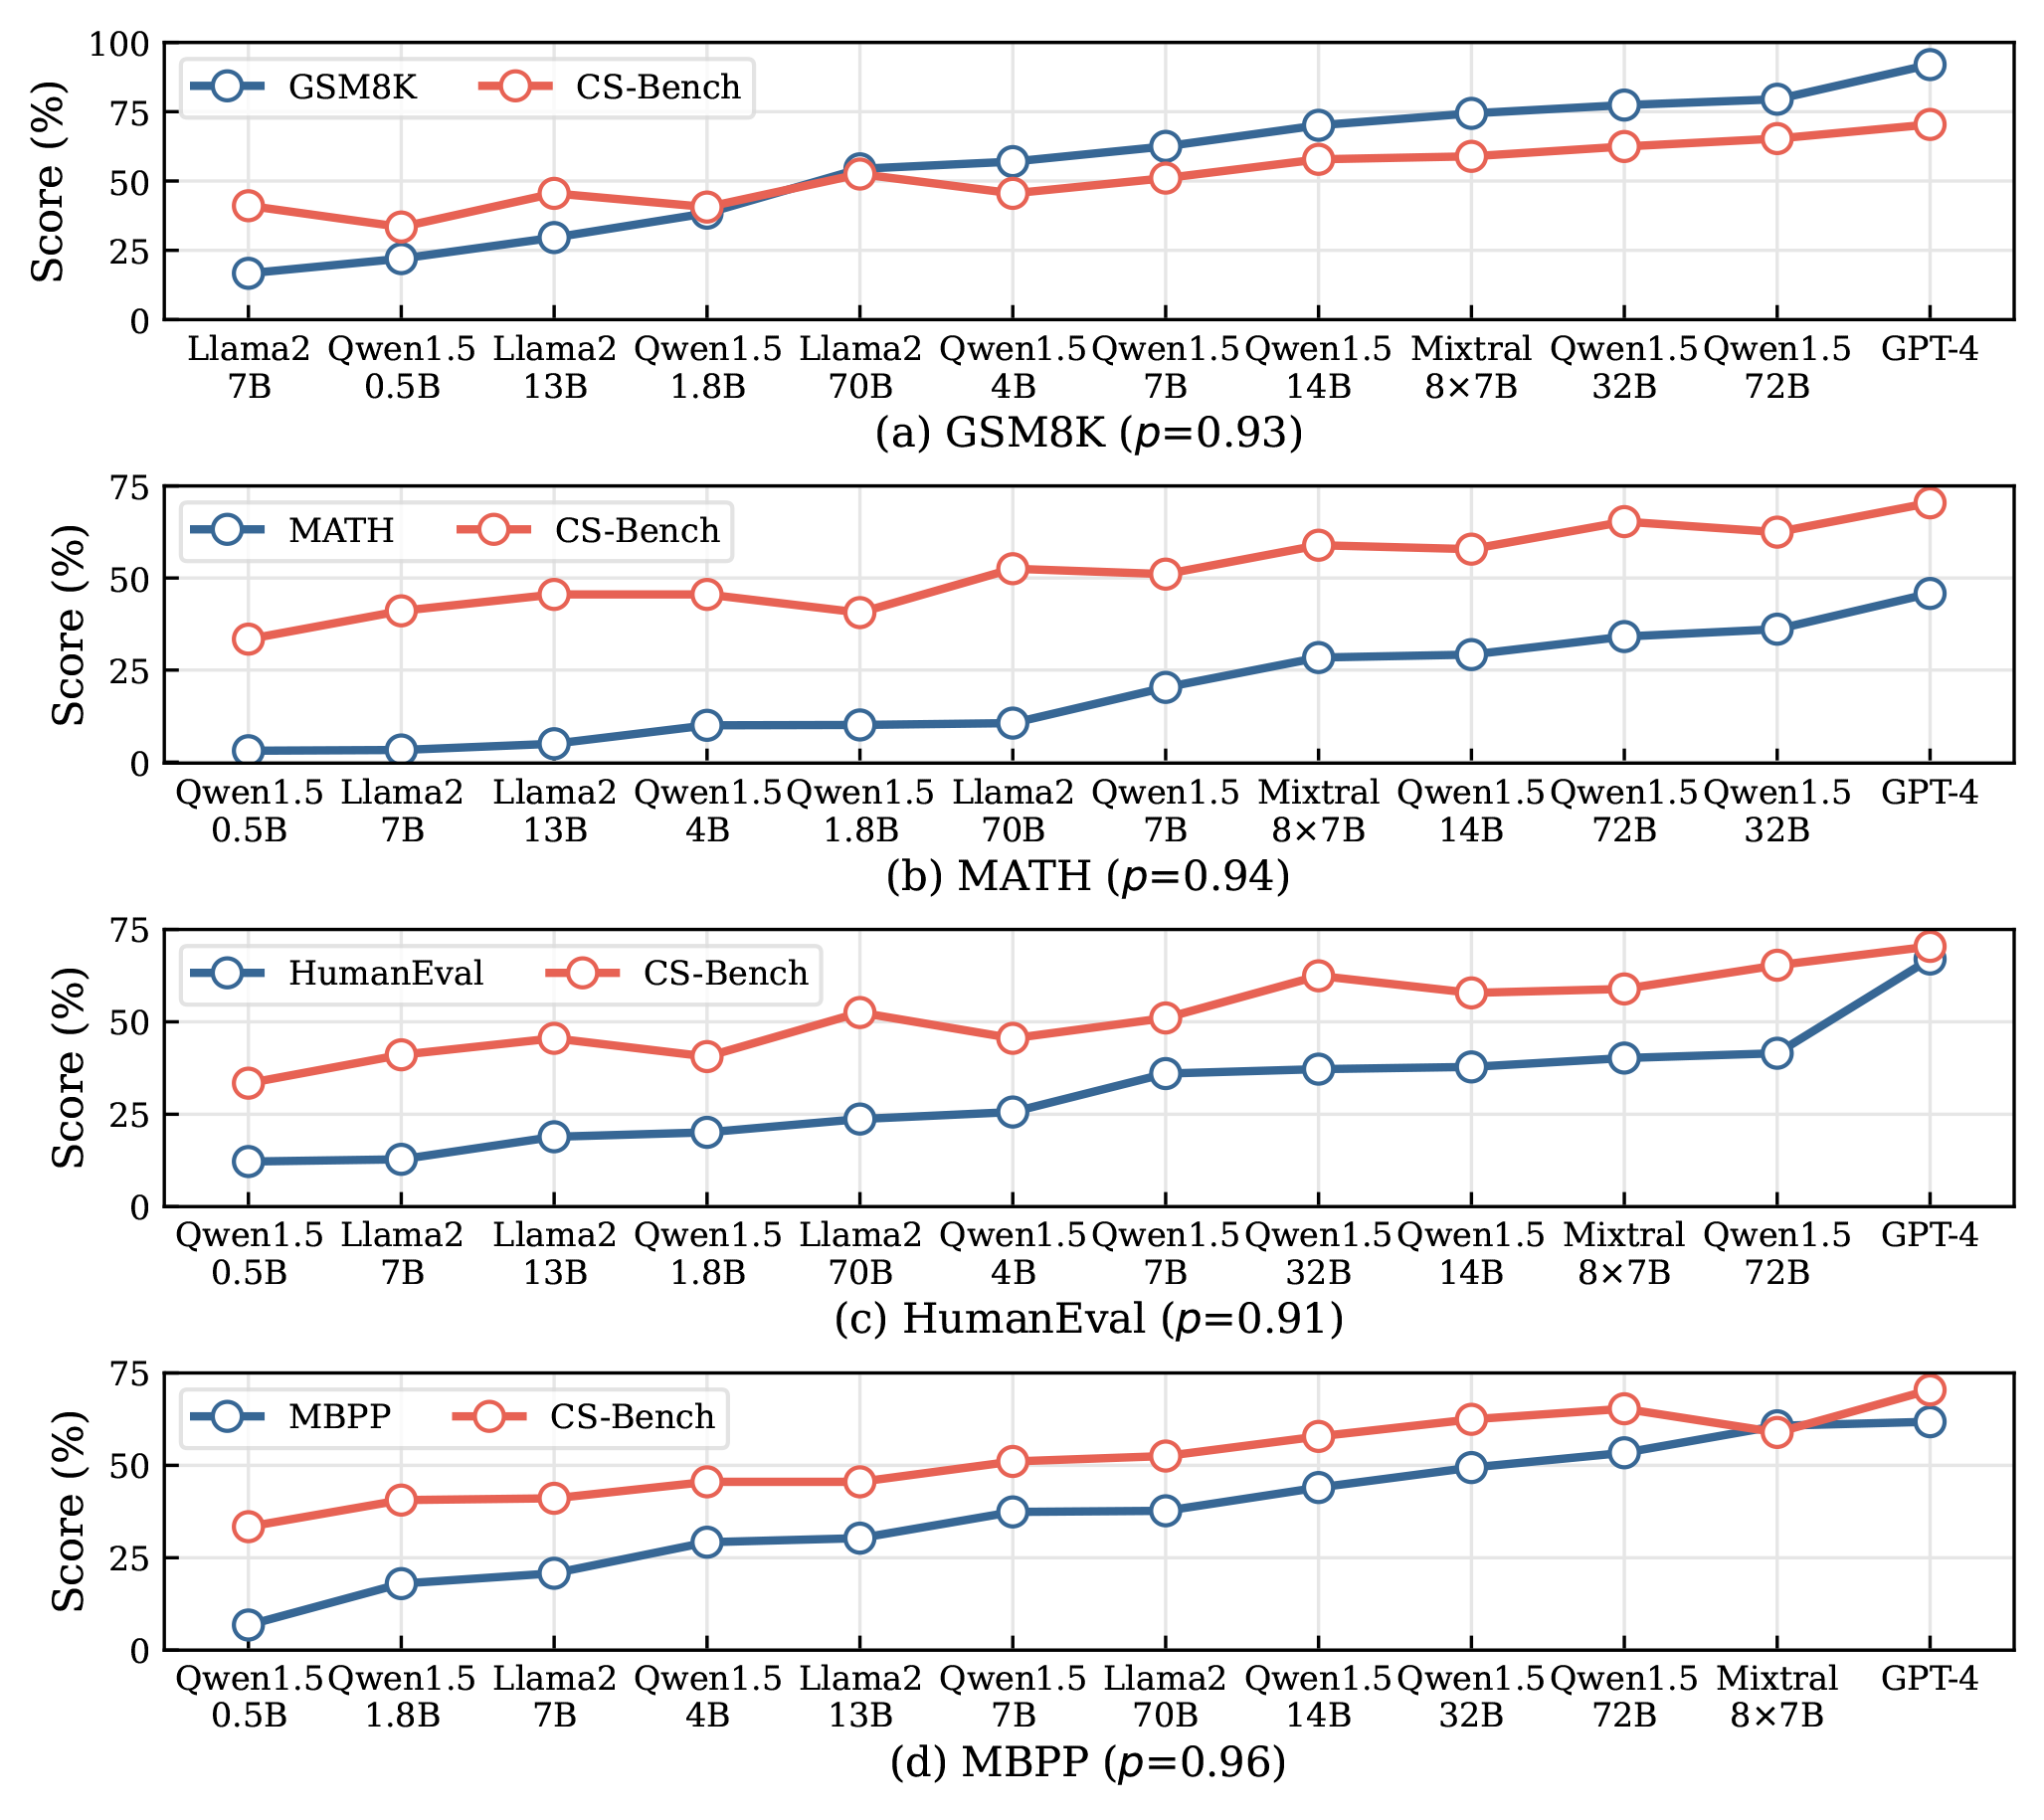 100
75
50
25
0
Score (%)
GSM8K CS-Bench
Llama2 Qwen1.5 Llama2 Qwen1.5 Llama2 Qwen1.5 Qwen1.5 Qwen1.5 Mixtral Qwen1.5 Qwen1.5 GPT-4
7B 0.5B 13B 1.8B 70B 4B 7B 14B 8×7B 32B 72B
(a) GSM8K (p=0.93)
75
50
25
0
Score (%)
MATH CS-Bench
Qwen1.5 Llama2 Llama2 Qwen1.5 Qwen1.5 Llama2 Qwen1.5 Mixtral Qwen1.5 Qwen1.5 Qwen1.5 GPT-4
0.5B 7B 13B 4B 1.8B 70B 7B 8×7B 14B 72B 32B
(b) MATH (p=0.94)
75
50
25
0
Score (%)
HumanEval CS-Bench
Qwen1.5 Llama2 Llama2 Qwen1.5 Llama2 Qwen1.5 Qwen1.5 Qwen1.5 Qwen1.5 Mixtral Qwen1.5 GPT-4
0.5B 7B 13B 1.8B 70B 4B 7B 32B 14B 8×7B 72B
(c) HumanEval (p=0.91)
75
50
25
0
Score (%)
MBPP CS-Bench
Qwen1.5 Qwen1.5 Llama2 Qwen1.5 Llama2 Qwen1.5 Llama2 Qwen1.5 Qwen1.5 Qwen1.5 Mixtral GPT-4
0.5B 1.8B 7B 4B 13B 7B 70B 14B 32B 72B 8×7B
(d) MBPP (p=0.96)